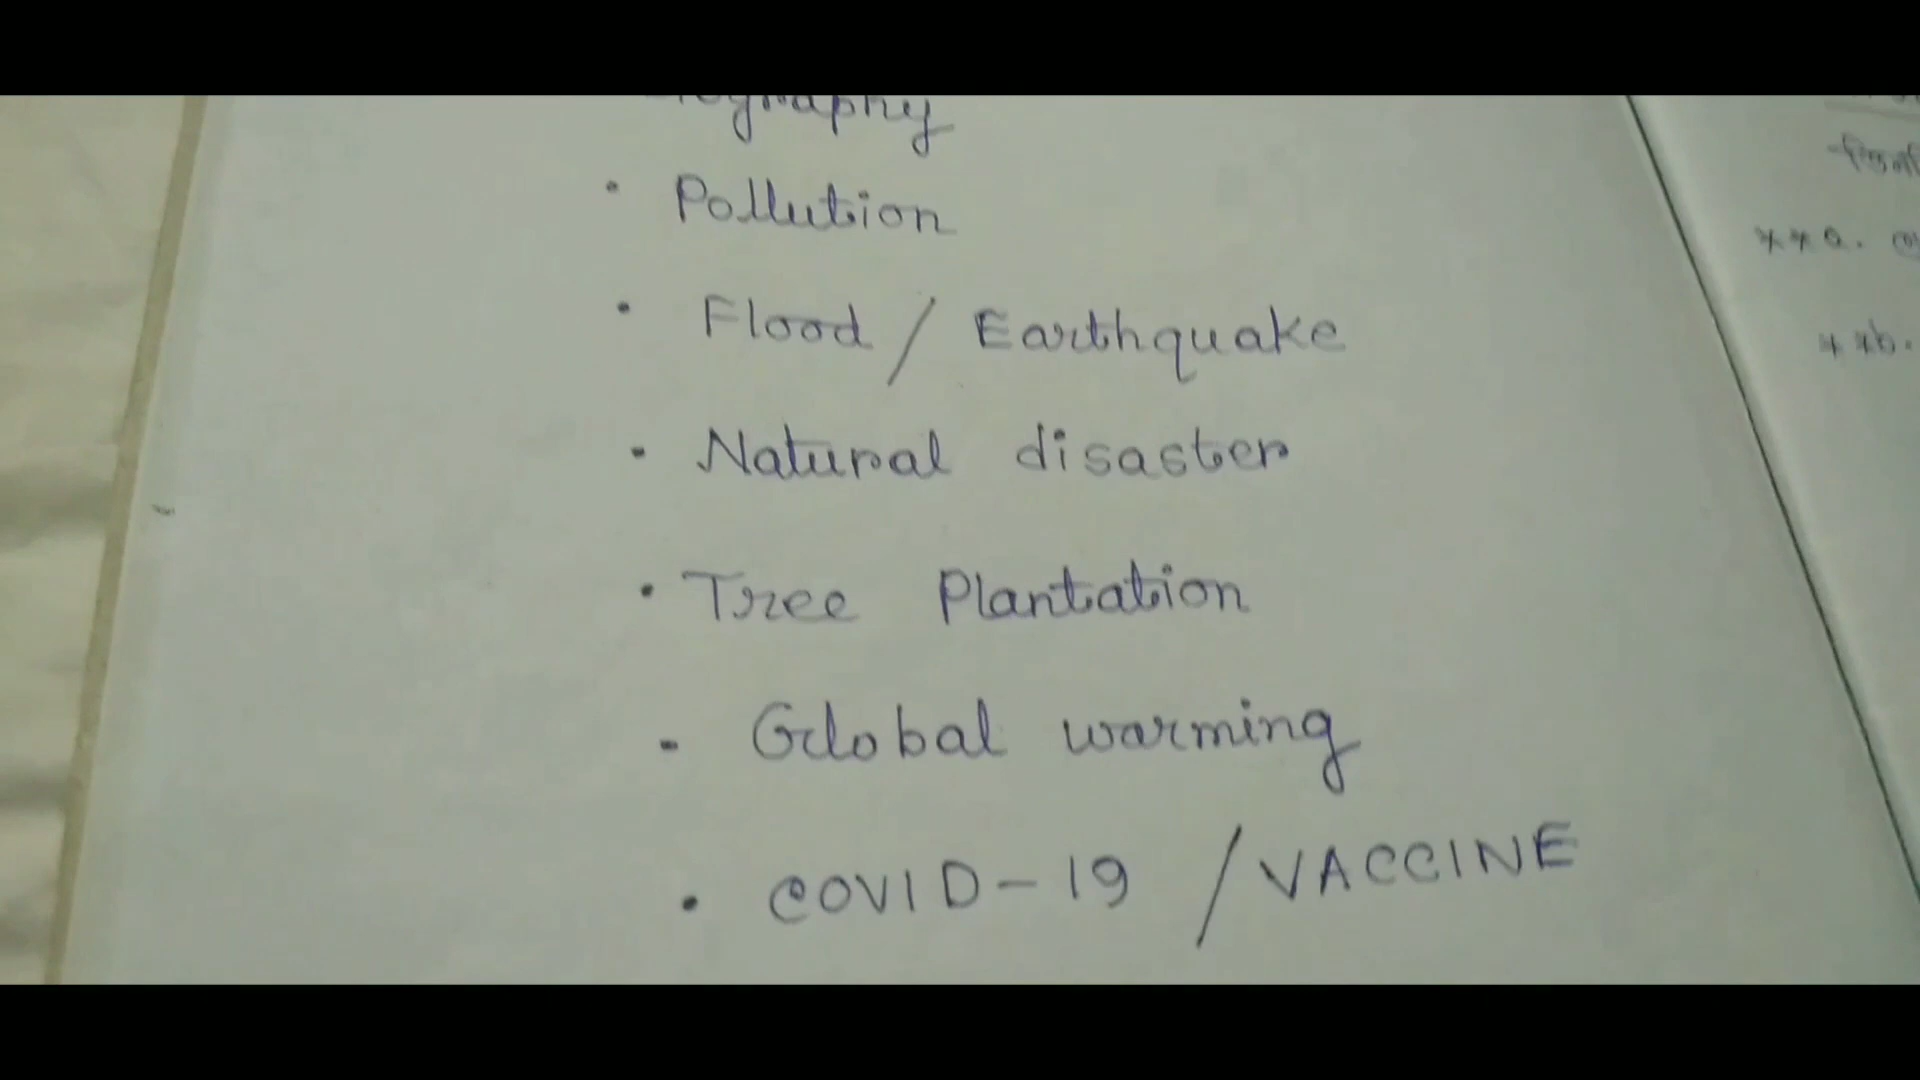 • Pollution
• Flood / Earthquake
• Natural disaster
• Tree Plantation
- Global warming
• COVID-19 / VACCINE
**a.
**b.